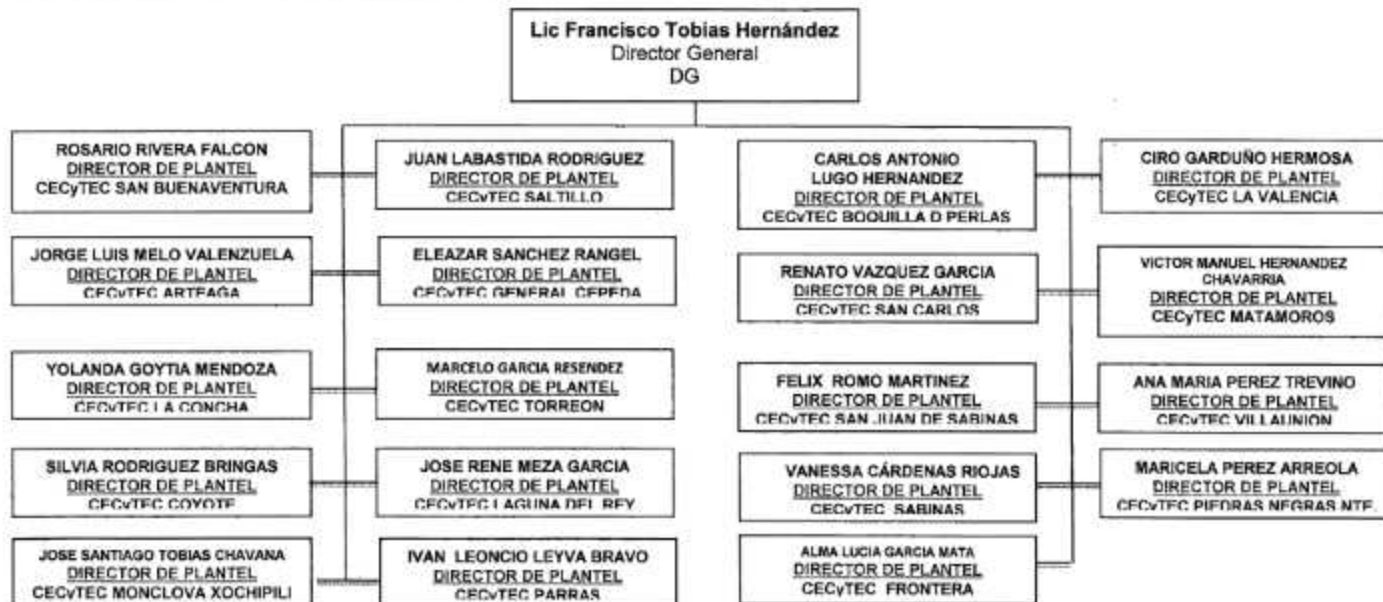 Lic Francisco Tobias Hernández
Director General
DG
ROSARIO RIVERA FALCON
DIRECTOR DE PLANTEL
CECyTEC SAN BUENAVENTURA
JUAN LABASTIDA RODRIGUEZ
DIRECTOR DE PLANTEL
CECyTEC SALTILLO
CARLOS ANTONIO
LUGO HERNANDEZ
DIRECTOR DE PLANTEL
CECyTEC BOQUILLA D PERLAS
CIRO GARDUÑO HERMOSA
DIRECTOR DE PLANTEL
CECyTEC LA VALENCIA
JORGE LUIS MELO VALENZUELA
DIRECTOR DE PLANTEL
CECyTEC ARTEAGA
ELEAZAR SANCHEZ RANGEL
DIRECTOR DE PLANTEL
CECyTEC GENERAL CEPEDA
RENATO VAZQUEZ GARCIA
DIRECTOR DE PLANTEL
CECyTEC SAN CARLOS
VICTOR MANUEL HERNANDEZ
CHAVARRIA
DIRECTOR DE PLANTEL
CECyTEC MATAMOROS
YOLANDA GOYTIA MENDOZA
DIRECTOR DE PLANTEL
CECyTEC LA CONCHA
MARCELO GARCIA RESENDEZ
DIRECTOR DE PLANTEL
CECyTEC TORREON
FELIX ROMO MARTINEZ
DIRECTOR DE PLANTEL
CECyTEC SAN JUAN DE SABINAS
ANA MARIA PEREZ TREVINO
DIRECTOR DE PLANTEL
CECyTEC VILLAUNION
SILVIA RODRIGUEZ BRINGAS
DIRECTOR DE PLANTEL
CECyTEC COYOTE
JOSE RENE MEZA GARCIA
DIRECTOR DE PLANTEL
CECyTEC LAGUNA DEL REY
VANESSA CÁRDENAS RIOJAS
DIRECTOR DE PLANTEL
CECyTEC SABINAS
MARICELA PEREZ ARREOLA
DIRECTOR DE PLANTEL
CECyTEC PIEDRAS NEGRAS NTE.
JOSE SANTIAGO TOBIAS CHAVANA
DIRECTOR DE PLANTEL
CECyTEC MONCLOVA XOCHIPILI
IVAN LEONCIO LEYVA BRAVO
DIRECTOR DE PLANTEL
CECyTEC PARRAS
ALMA LUCIA GARCIA MATA
DIRECTOR DE PLANTEL
CECyTEC FRONTERA